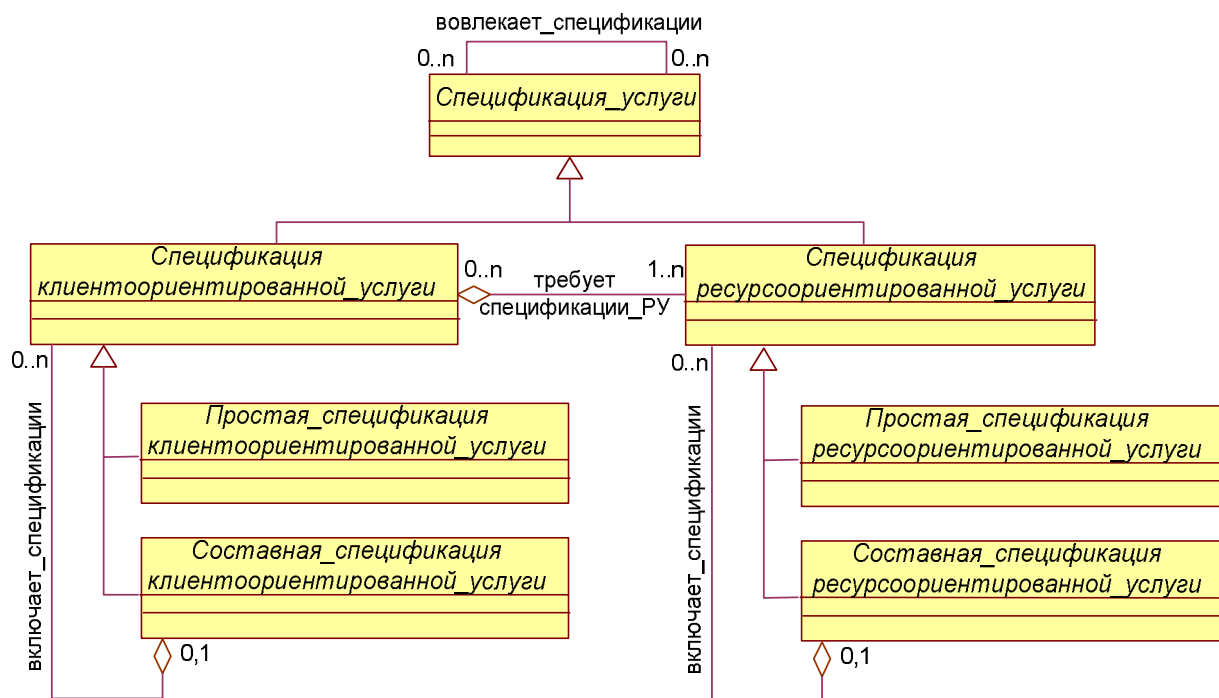 вовлекает_спецификации
0..n
0..n
Спецификация_услуги
Спецификация
клиентоориентированной_услуги
0..n
1..n
требует
спецификации_РУ
Спецификация
ресурсоориентированной_услуги
0..n
0..n
включает_спецификации
Простая_спецификация
клиентоориентированной_услуги
Составная_спецификация
клиентоориентированной_услуги
0,1
включает_спецификации
Простая_спецификация
ресурсоориентированной_услуги
Составная_спецификация
ресурсоориентированной_услуги
0,1